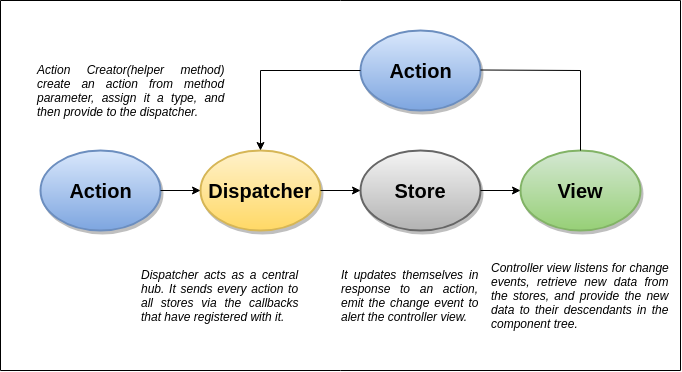 Action Creator(helper method)
create an action from method
parameter, assign it a type, and
then provide to the dispatcher.
Action
Action
Dispatcher
Store
View
Dispatcher acts as a central
hub. It sends every action to
all stores via the callbacks
that have registered with it.
It updates themselves in
response to an action,
emit the change event to
alert the controller view.
Controller view listens for change
events, retrieve new data from
the stores, and provide the new
data to their descendants in the
component tree.